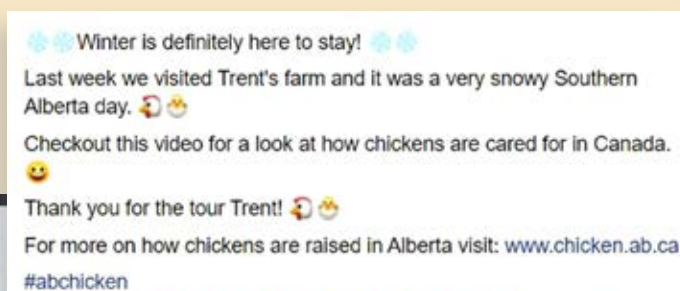 ❄️❄️Winter is definitely here to stay! ❄️❄️
Last week we visited Trent's farm and it was a very snowy Southern
Alberta day. 🐔🐣
Checkout this video for a look at how chickens are cared for in Canada.
😀
Thank you for the tour Trent! 🐔🐣
For more on how chickens are raised in Alberta visit: www.chicken.ab.ca
#abchicken